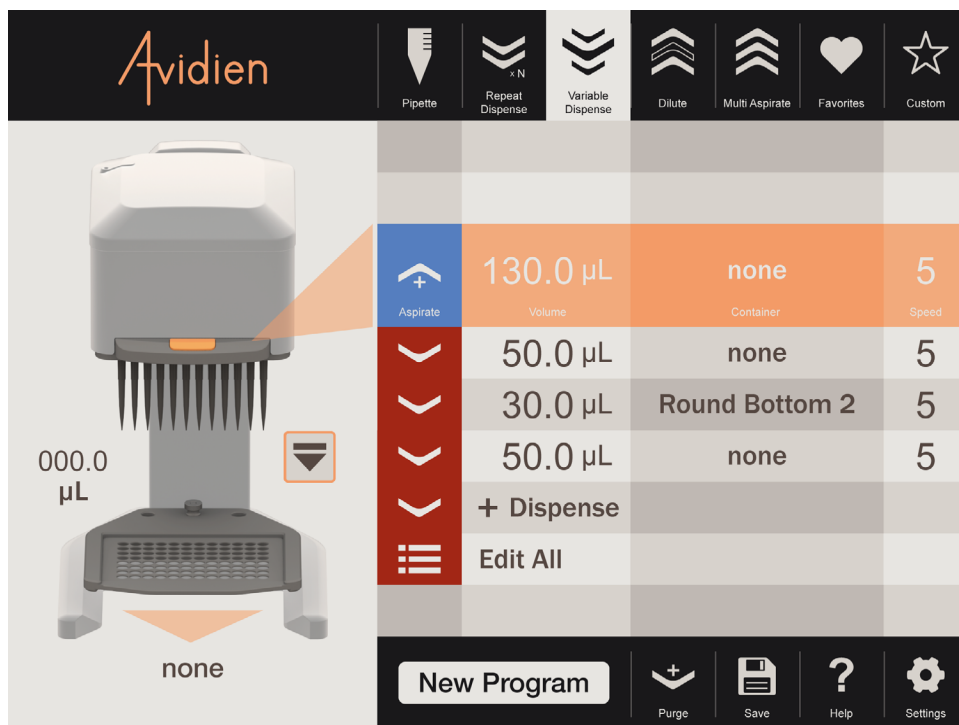 Avidien
Pipette
x N
Repeat
Dispense
Variable
Dispense
Dilute
Multi Aspirate
Favorites
Custom
130.0 µL
none
5
Aspirate
Volume
Container
Speed
50.0 µL
none
5
30.0 µL
Round Bottom 2
5
50.0 µL
none
5
+ Dispense
Edit All
000.0
µL
none
New Program
Purge
Save
?
Help
Settings